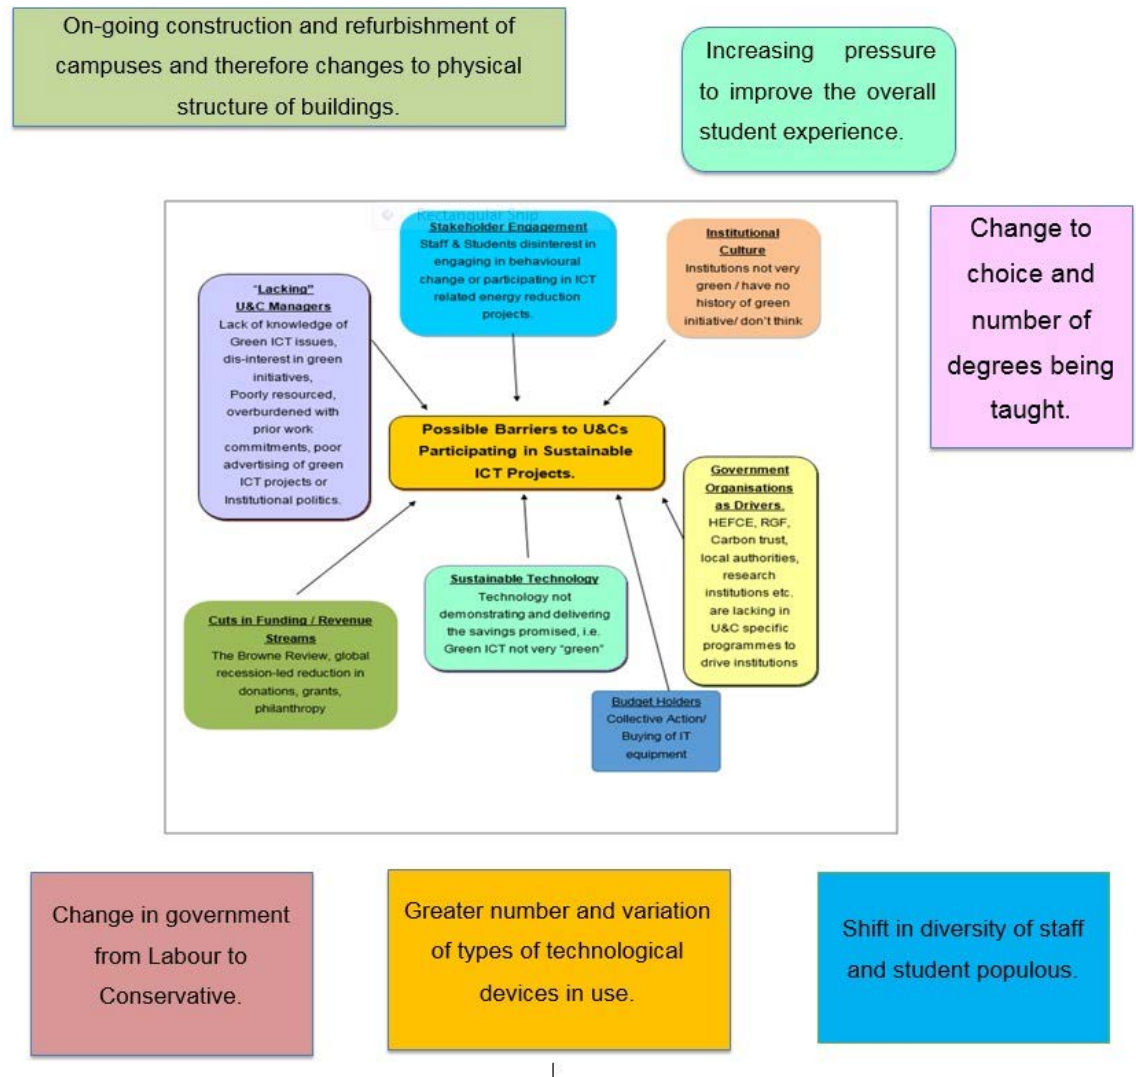 On-going construction and refurbishment of
campuses and therefore changes to physical
structure of buildings.
Increasing pressure
to improve the overall
student experience.
Rectangular Snip
Stakeholder Engagement
Staff & Students disinterest in
engaging in behavioural
change or participating in ICT
related energy reduction
projects.
Institutional
Culture
Institutions not very
green / have no
history of green
initiative/ don't think
Change to
choice and
number of
degrees being
taught.
"Lacking"
U&C Managers
Lack of knowledge of
Green ICT issues,
dis-interest in green
initiatives,
Poorly resourced,
overburdened with
prior work
commitments, poor
advertising of green
ICT projects or
Institutional politics.
Possible Barriers to U&Cs
Participating in Sustainable
ICT Projects.
Government
Organisations
as Drivers.
HEFCE, RGF,
Carbon trust,
local authorities,
research
institutions etc.
are lacking in
U&C specific
programmes to
drive institutions
Cuts in Funding / Revenue
Streams
The Browne Review, global
recession-led reduction in
donations, grants,
philanthropy
Sustainable Technology
Technology not
demonstrating and delivering
the savings promised, i.e.
Green ICT not very "green"
Budget Holders
Collective Action/
Buying of IT
equipment
Change in government
from Labour to
Conservative.
Greater number and variation
of types of technological
devices in use.
Shift in diversity of staff
and student populous.